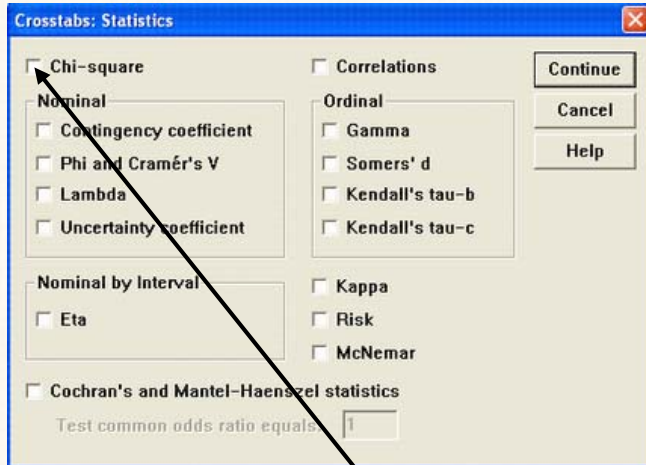 Crosstabs: Statistics
Chi-square
Correlations
Continue
Cancel
Help
Nominal
Contingency coefficient
Phi and Cramér's V
Lambda
Uncertainty coefficient
Ordinal
Gamma
Somers' d
Kendall's tau-b
Kendall's tau-c
Nominal by Interval
Eta
Kappa
Risk
McNemar
Cochran's and Mantel-Haenszel statistics
Test common odds ratio equals: 1